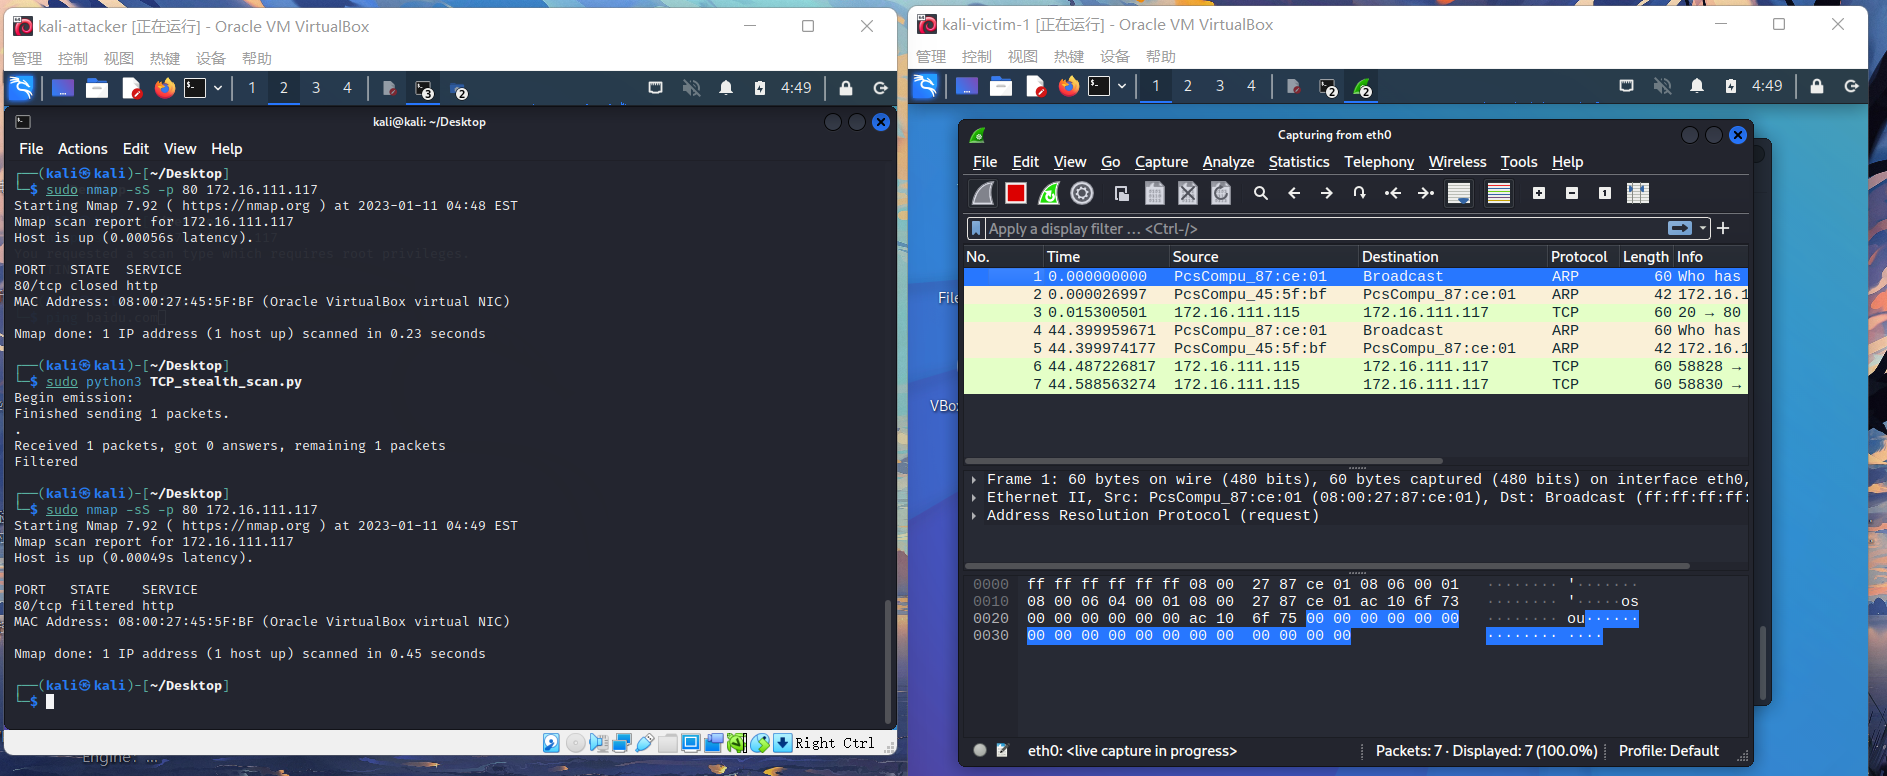 kali-attacker [正在运行] - Oracle VM VirtualBox
管理 控制 视图 热键 设备 帮助
1 2 3 4 3 2 4:49
kali@kali: ~/Desktop
File Actions Edit View Help
┌──(kali㉿kali)-[~/Desktop]
└─$ sudo nmap -sS -p 80 172.16.111.117
Starting Nmap 7.92 ( https://nmap.org ) at 2023-01-11 04:48 EST
Nmap scan report for 172.16.111.117
Host is up (0.00056s latency).
You requested a scan type which requires root privileges.
PORT   STATE  SERVICE
80/tcp closed http
MAC Address: 08:00:27:45:5F:BF (Oracle VirtualBox virtual NIC)
baidu.com
Nmap done: 1 IP address (1 host up) scanned in 0.23 seconds
┌──(kali㉿kali)-[~/Desktop]
└─$ sudo python3 TCP_stealth_scan.py
Begin emission:
Finished sending 1 packets.
.
Received 1 packets, got 0 answers, remaining 1 packets
Filtered
┌──(kali㉿kali)-[~/Desktop]
└─$ sudo nmap -sS -p 80 172.16.111.117
Starting Nmap 7.92 ( https://nmap.org ) at 2023-01-11 04:49 EST
Nmap scan report for 172.16.111.117
Host is up (0.00049s latency).
PORT   STATE    SERVICE
80/tcp filtered http
MAC Address: 08:00:27:45:5F:BF (Oracle VirtualBox virtual NIC)
Nmap done: 1 IP address (1 host up) scanned in 0.45 seconds
┌──(kali㉿kali)-[~/Desktop]
└─$
Right Ctrl
Engine: ...
kali-victim-1 [正在运行] - Oracle VM VirtualBox
管理 控制 视图 热键 设备 帮助
1 2 3 4 2 2 4:49
File
VBo
Capturing from eth0
File Edit View Go Capture Analyze Statistics Telephony Wireless Tools Help
Apply a display filter ... <Ctrl-/>
No. Time Source Destination Protocol Length Info
1 0.000000000 PcsCompu_87:ce:01 Broadcast ARP 60 Who has
2 0.000026997 PcsCompu_45:5f:bf PcsCompu_87:ce:01 ARP 42 172.16.1
3 0.015300501 172.16.111.115 172.16.111.117 TCP 60 20 → 80
4 44.399959671 PcsCompu_87:ce:01 Broadcast ARP 60 Who has
5 44.399974177 PcsCompu_45:5f:bf PcsCompu_87:ce:01 ARP 42 172.16.1
6 44.487226817 172.16.111.115 172.16.111.117 TCP 60 58828 →
7 44.588563274 172.16.111.115 172.16.111.117 TCP 60 58830 →
Frame 1: 60 bytes on wire (480 bits), 60 bytes captured (480 bits) on interface eth0,
Ethernet II, Src: PcsCompu_87:ce:01 (08:00:27:87:ce:01), Dst: Broadcast (ff:ff:ff:ff:
Address Resolution Protocol (request)
0000 ff ff ff ff ff ff 08 00 27 87 ce 01 08 06 00 01 ········ '·······
0010 08 00 06 04 00 01 08 00 27 87 ce 01 ac 10 6f 73 ········ '·····os
0020 00 00 00 00 00 00 ac 10 6f 75 00 00 00 00 00 00 ········ ou······
0030 00 00 00 00 00 00 00 00 00 00 00 00 ········ ····
eth0: <live capture in progress>
Packets: 7 · Displayed: 7 (100.0%)
Profile: Default